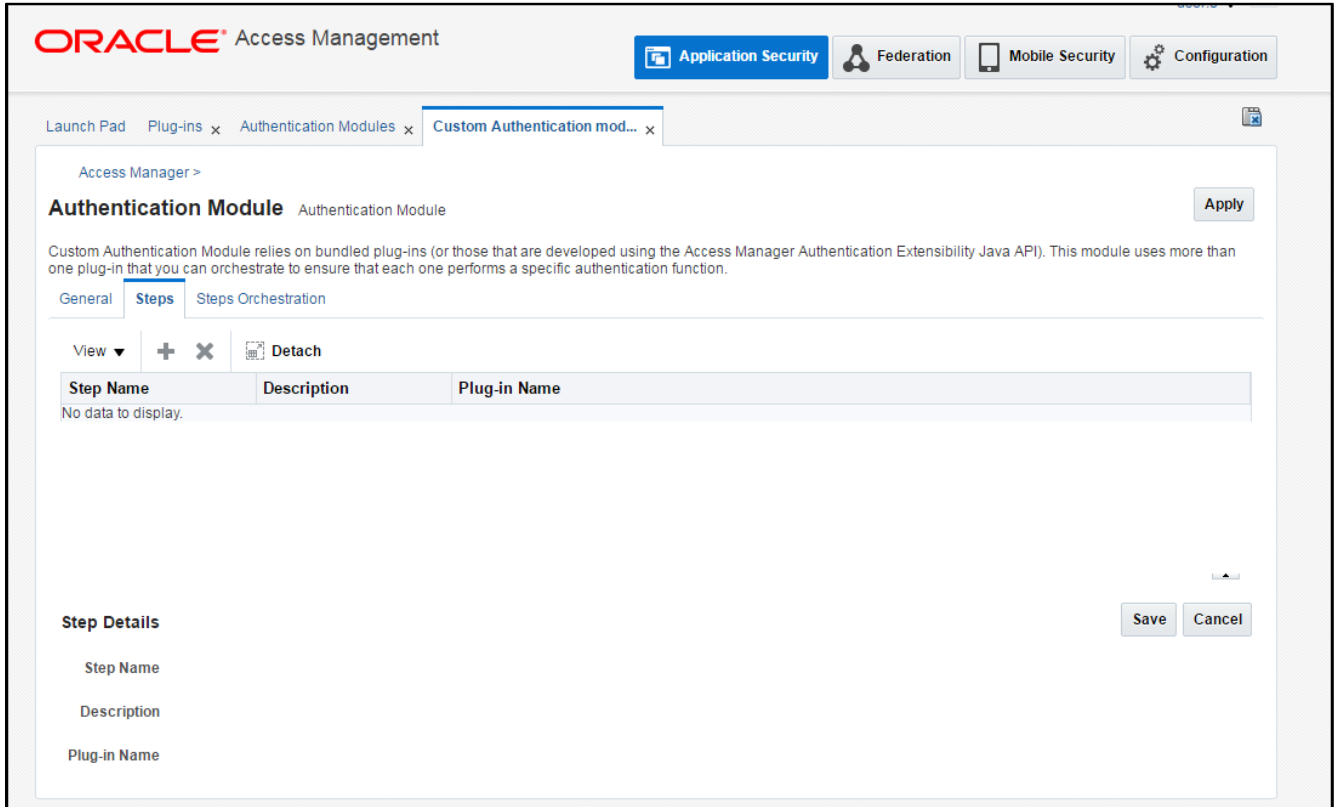 ORACLE® Access Management
Application Security Federation Mobile Security Configuration
Launch Pad Plug-ins x Authentication Modules x Custom Authentication mod... x
Access Manager >
Authentication Module Authentication Module Apply
Custom Authentication Module relies on bundled plug-ins (or those that are developed using the Access Manager Authentication Extensibility Java API). This module uses more than
one plug-in that you can orchestrate to ensure that each one performs a specific authentication function.
General Steps Steps Orchestration
View Detach
Step Name Description Plug-in Name
No data to display.
Step Details Save Cancel
Step Name
Description
Plug-in Name